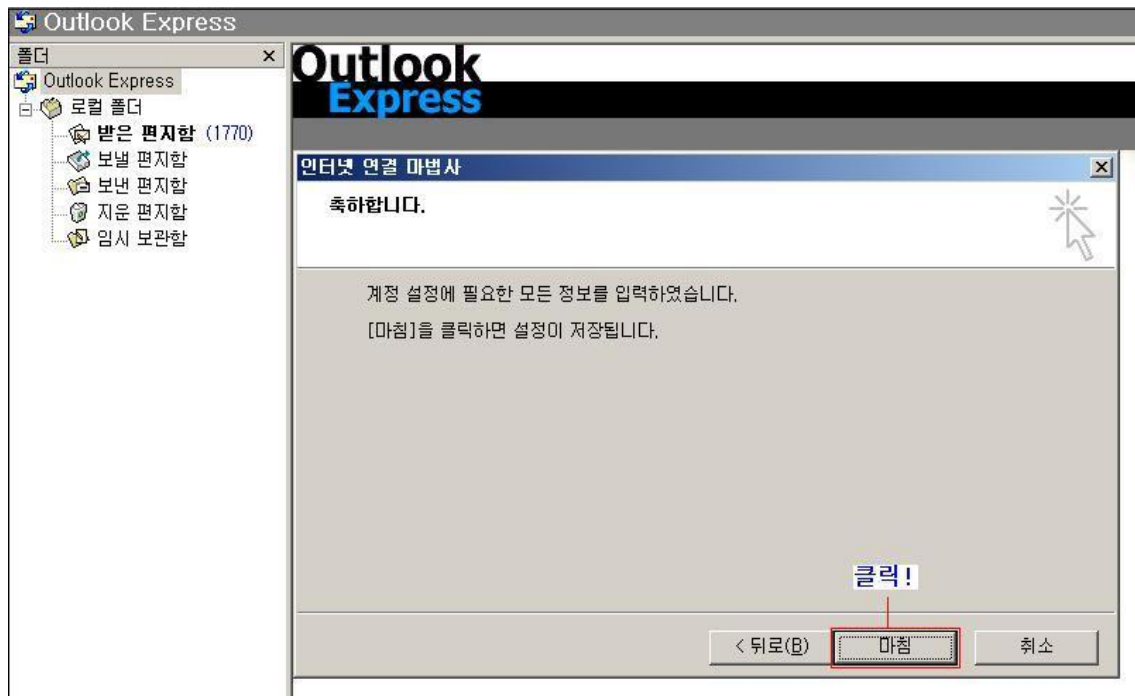 Outlook Express
폴더 ×
Outlook Express
로컬 폴더
받은 편지함 (1770)
보낼 편지함
보낸 편지함
지운 편지함
임시 보관함
Outlook
Express
인터넷 연결 마법사
축하합니다.
계정 설정에 필요한 모든 정보를 입력하였습니다.
[마침]을 클릭하면 설정이 저장됩니다.
클릭!
< 뒤로(B) 마침 취소